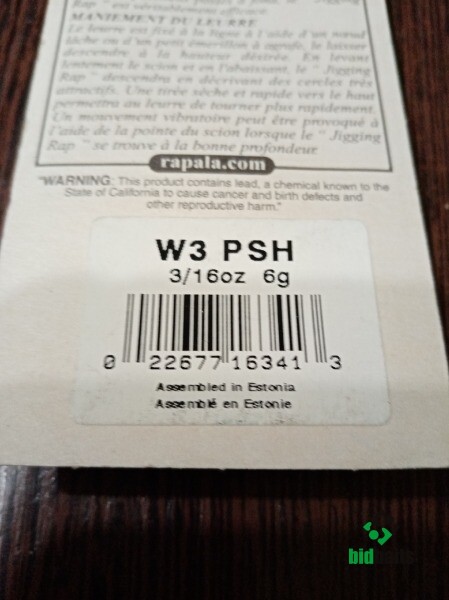 Rap " est véritablement efficace
MANIEMENT DU LEURRE
Le leurre est fixé à la ligne à l'aide d'un nœud
lâche ou d'un petit émerillon à agrafe, le laisser
descendre à la hauteur désirée. En levant
lentement le scion et en l'abaissant, le " Jigging
Rap " descendra en décrivant des cercles très
attractifs. Une tirée sèche et rapide vers le haut
permettra au leurre de tourner plus rapidement.
Un mouvement vibratoire peut être provoqué à
l'aide de la pointe du scion lorsque le " Jigging
Rap " se trouve à la bonne profondeur.
rapala.com
"WARNING: This product contains lead, a chemical known to the
State of California to cause cancer and birth defects and
other reproductive harm."
W3 PSH
3/16oz 6g
0 22677 16341 3
Assembled in Estonia
Assemblé en Estonie
bid